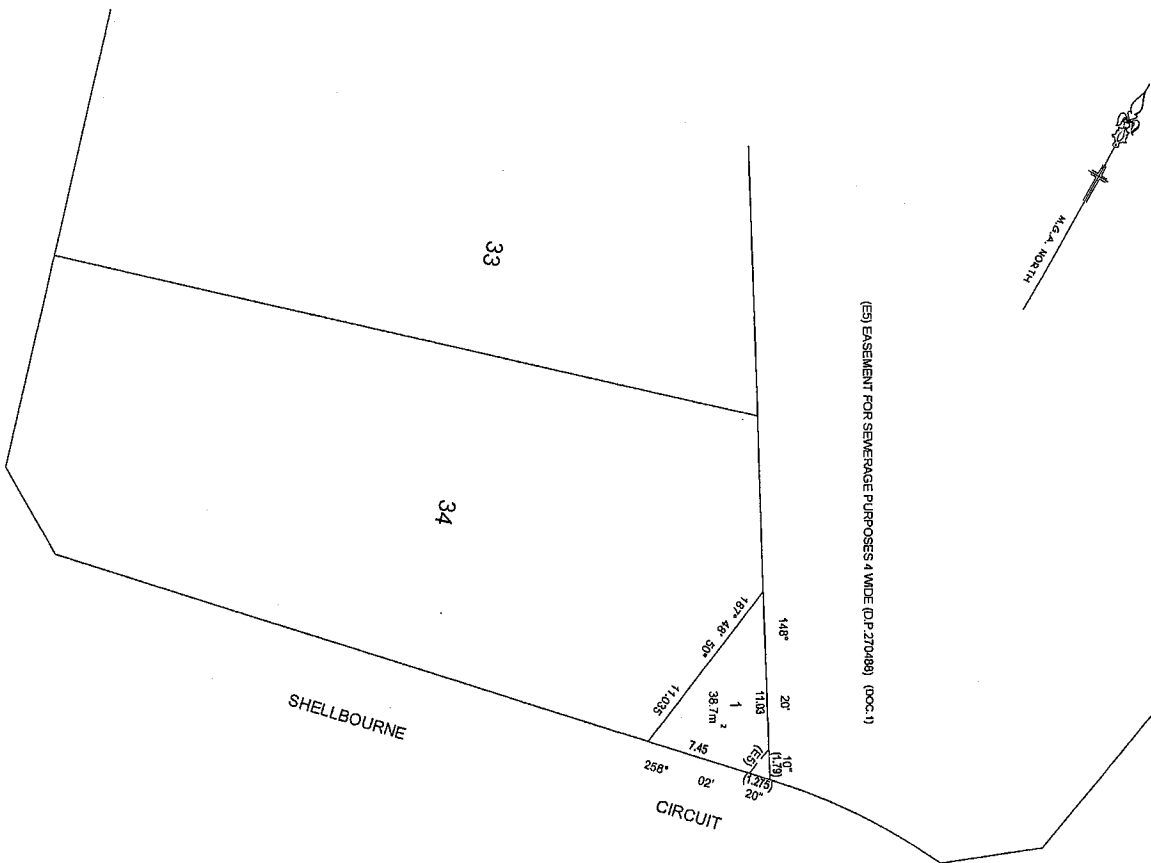 M.G.A. NORTH
(E5) EASEMENT FOR SEWERAGE PURPOSES 4 WIDE (D.P.270488) (DOC.1)
33
34
148° 20' 10"
11.03
(1.79)
187° 48' 50"
11.035
1
38.7m²
(E5)
7.45
(1.275)
258° 02' 20"
SHELLBOURNE
CIRCUIT